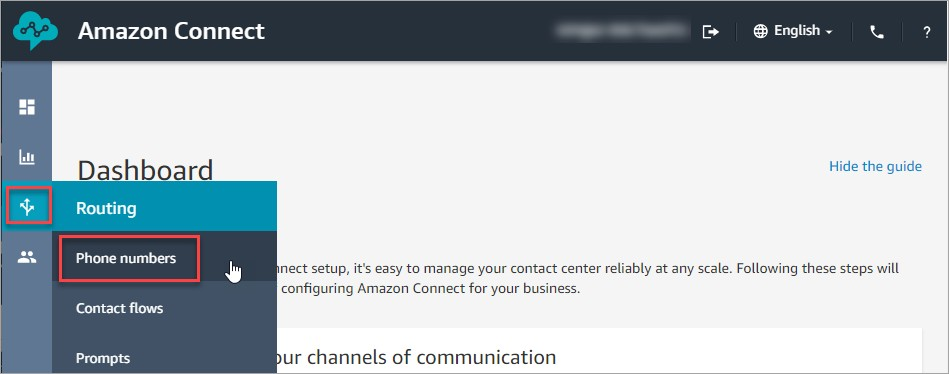 Amazon Connect
English
?
Dashboard
Hide the guide
Routing
Phone numbers
nnect setup, it's easy to manage your contact center reliably at any scale. Following these steps will
configuring Amazon Connect for your business.
Contact flows
our channels of communication
Prompts